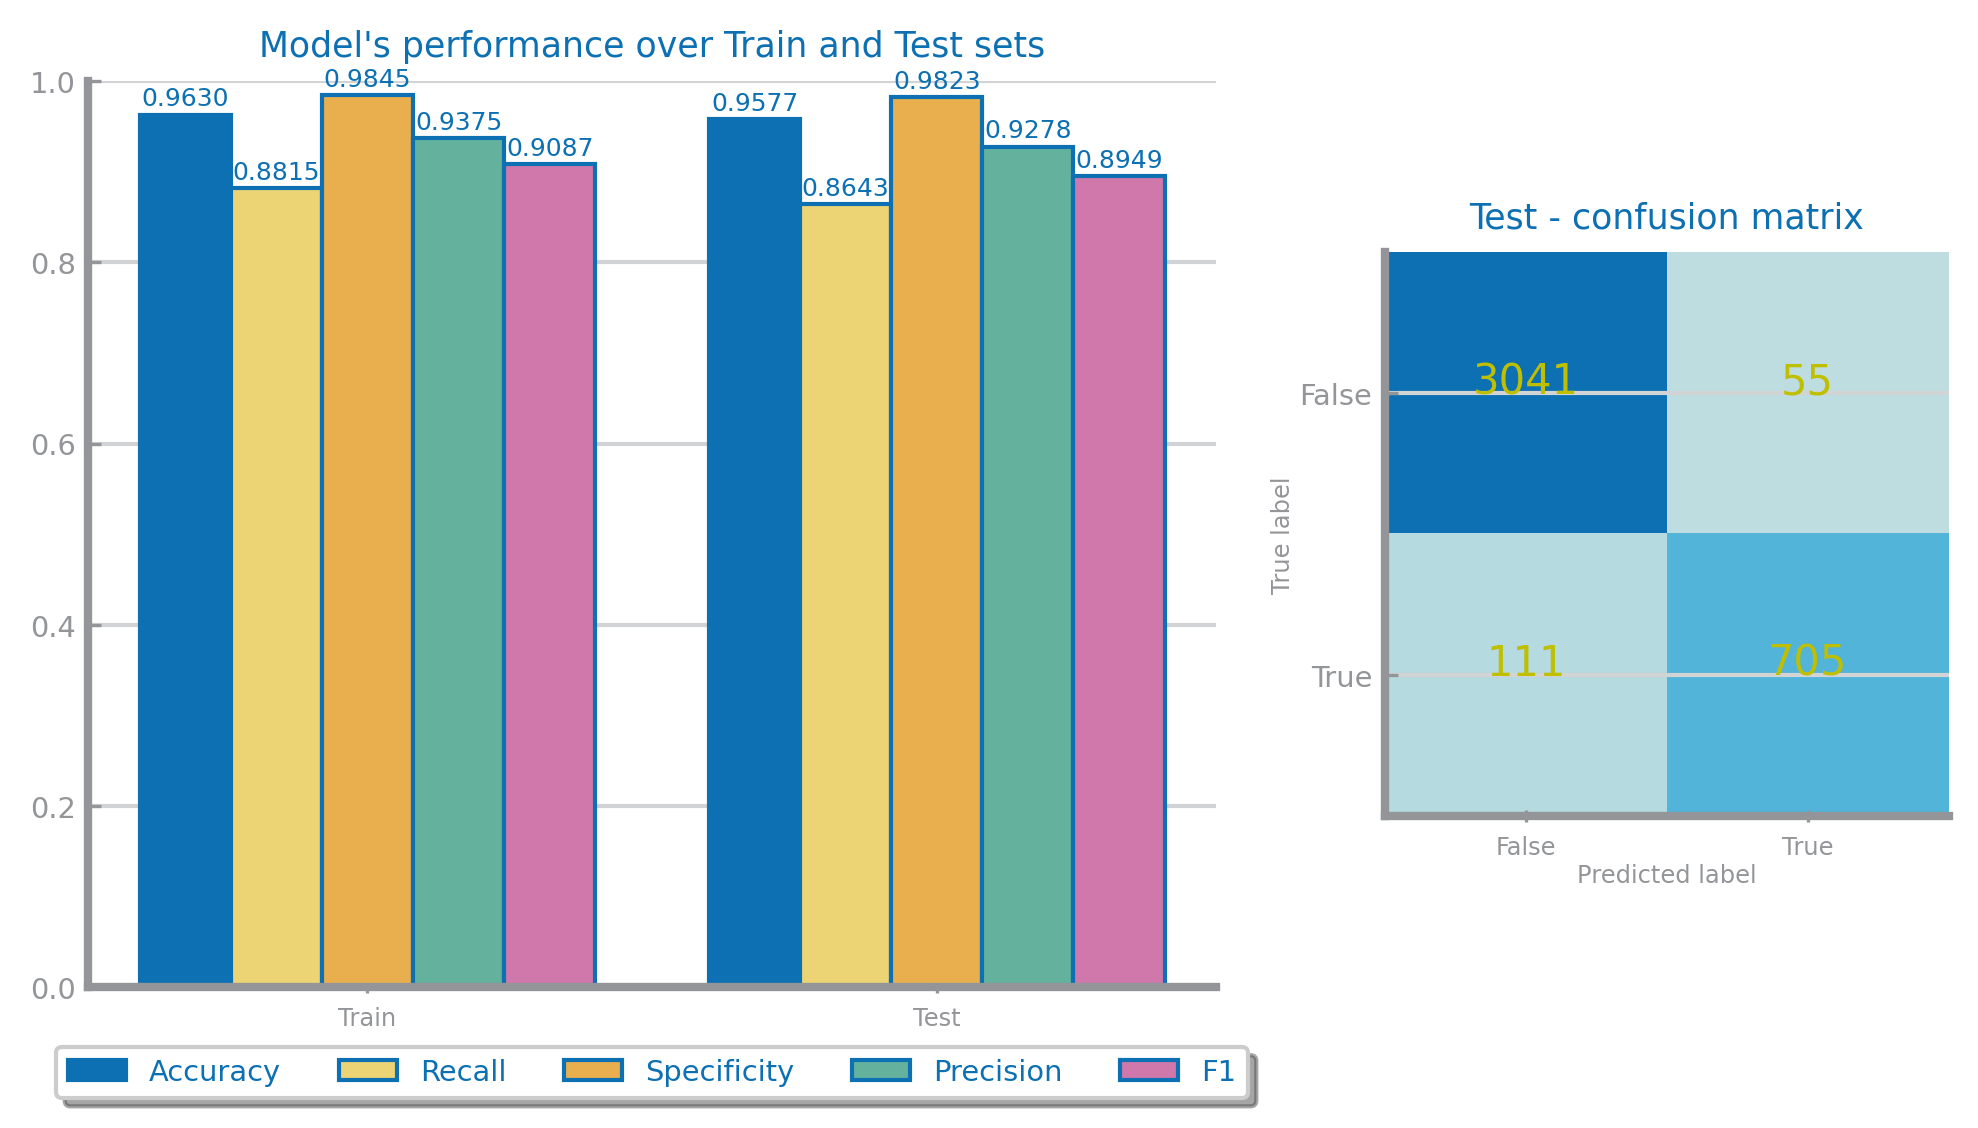 Model's performance over Train and Test sets
1.0
0.8
0.6
0.4
0.2
0.0
0.9630
0.8815
0.9845
0.9375
0.9087
0.9577
0.8643
0.9823
0.9278
0.8949
Train Test
Accuracy Recall Specificity Precision F1
Test - confusion matrix
True label
False 3041 55
True 111 705
False True
Predicted label